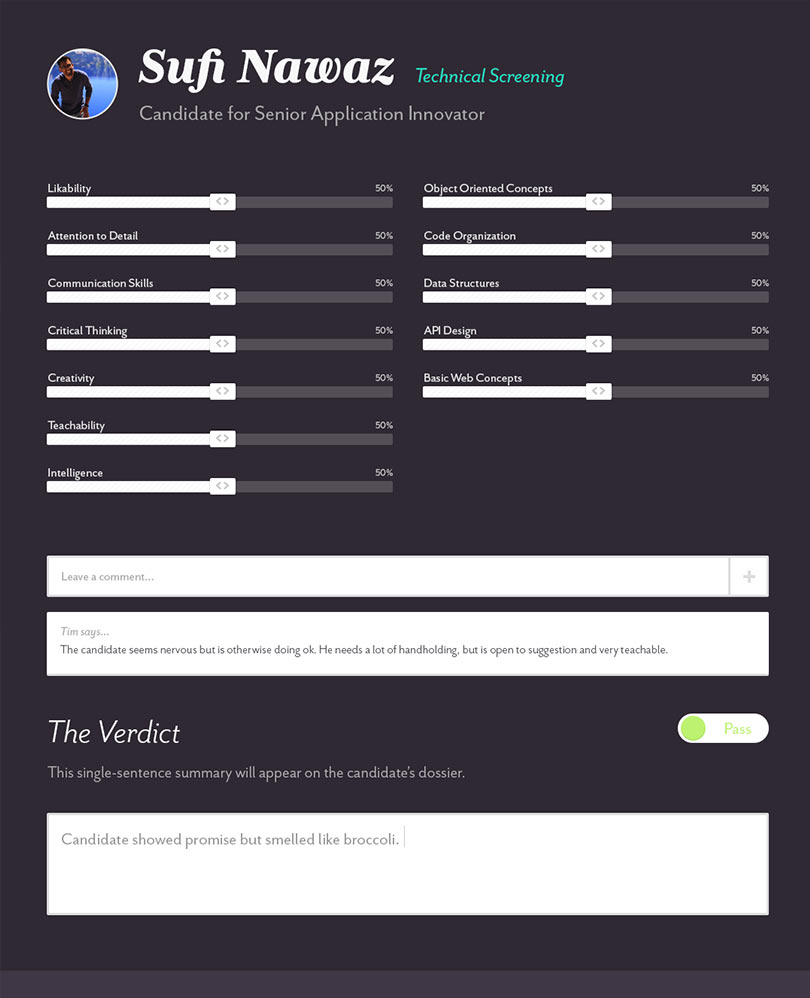 Sufi Nawaz Technical Screening
Candidate for Senior Application Innovator
Likability 50%
Attention to Detail 50%
Communication Skills 50%
Critical Thinking 50%
Creativity 50%
Teachability 50%
Intelligence 50%
Object Oriented Concepts 50%
Code Organization 50%
Data Structures 50%
API Design 50%
Basic Web Concepts 50%
Leave a comment...
Tim says...
The candidate seems nervous but is otherwise doing ok. He needs a lot of handholding, but is open to suggestion and very teachable.
The Verdict
Pass
This single-sentence summary will appear on the candidate's dossier.
Candidate showed promise but smelled like broccoli.